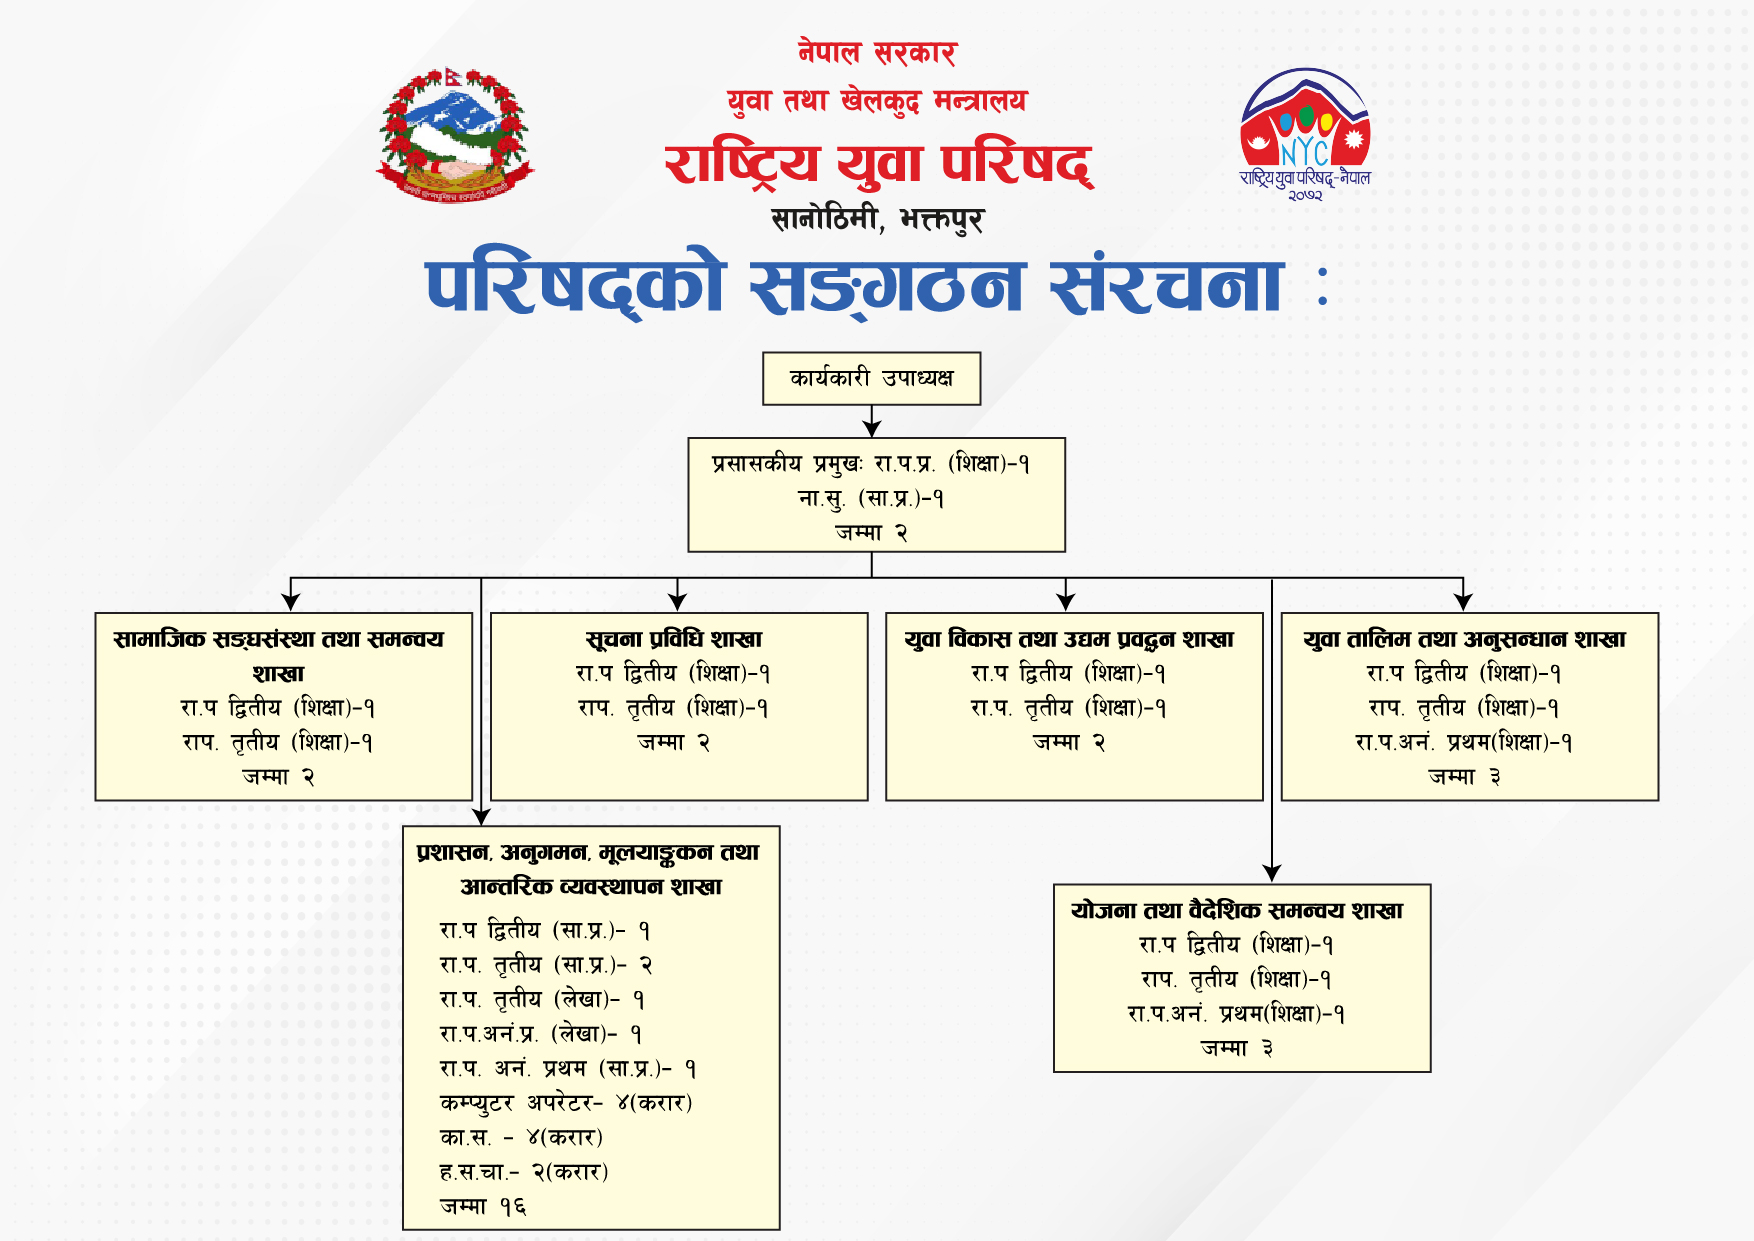 नेपाल सरकार
युवा तथा खेलकुद मन्त्रालय
राष्ट्रिय युवा परिषद्
सानोठिमी, भक्तपुर
NYC
राष्ट्रिय युवा परिषद्-नेपाल
२०७२
परिषद्को सङ्गठन संरचना :
कार्यकारी उपाध्यक्ष
प्रसासकीय प्रमुखः रा.प.प्र. (शिक्षा)-१
ना.सु. (सा.प्र.)-१
जम्मा २
सामाजिक सङ्घसंस्था तथा समन्वय
शाखा
रा.प द्वितीय (शिक्षा)-१
राप. तृतीय (शिक्षा)-१
जम्मा २
सूचना प्रविधि शाखा
रा.प द्वितीय (शिक्षा)-१
राप. तृतीय (शिक्षा)-१
जम्मा २
युवा विकास तथा उद्यम प्रवद्धन शाखा
रा.प द्वितीय (शिक्षा)-१
रा.प. तृतीय (शिक्षा)-१
जम्मा २
युवा तालिम तथा अनुसन्धान शाखा
रा.प द्वितीय (शिक्षा)-१
राप. तृतीय (शिक्षा)-१
रा.प.अनं. प्रथम(शिक्षा)-१
जम्मा ३
प्रशासन, अनुगमन, मूलयाङ्ककन तथा
आन्तरिक व्यवस्थापन शाखा
रा.प द्वितीय (सा.प्र.)- १
रा.प. तृतीय (सा.प्र.)- २
रा.प. तृतीय (लेखा)- १
रा.प.अनं.प्र. (लेखा)- १
रा.प. अनं. प्रथम (सा.प्र.)- १
कम्प्युटर अपरेटर- ४(करार)
का.स. - ४(करार)
ह.स.चा.- २(करार)
जम्मा १६
योजना तथा वैदेशिक समन्वय शाखा
रा.प द्वितीय (शिक्षा)-१
राप. तृतीय (शिक्षा)-१
रा.प.अनं. प्रथम(शिक्षा)-१
जम्मा ३